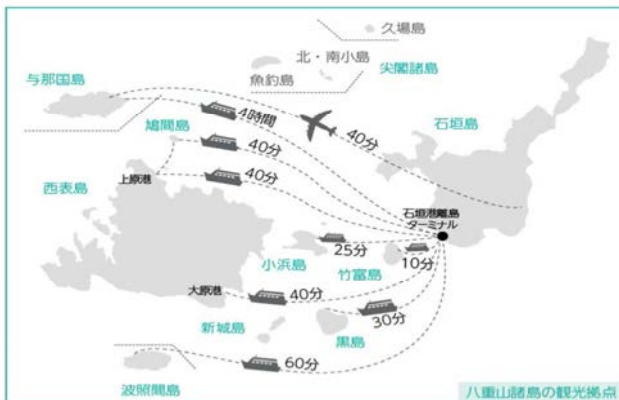 久場島
北・南小島
魚釣島
尖閣諸島
与那国島
4時間
40分
石垣島
鳩間島
40分
西表島
上原港
40分
石垣港離島
ターミナル
小浜島
25分
竹富島
10分
大原港
40分
30分
新城島
黒島
60分
波照間島
八重山諸島の観光拠点